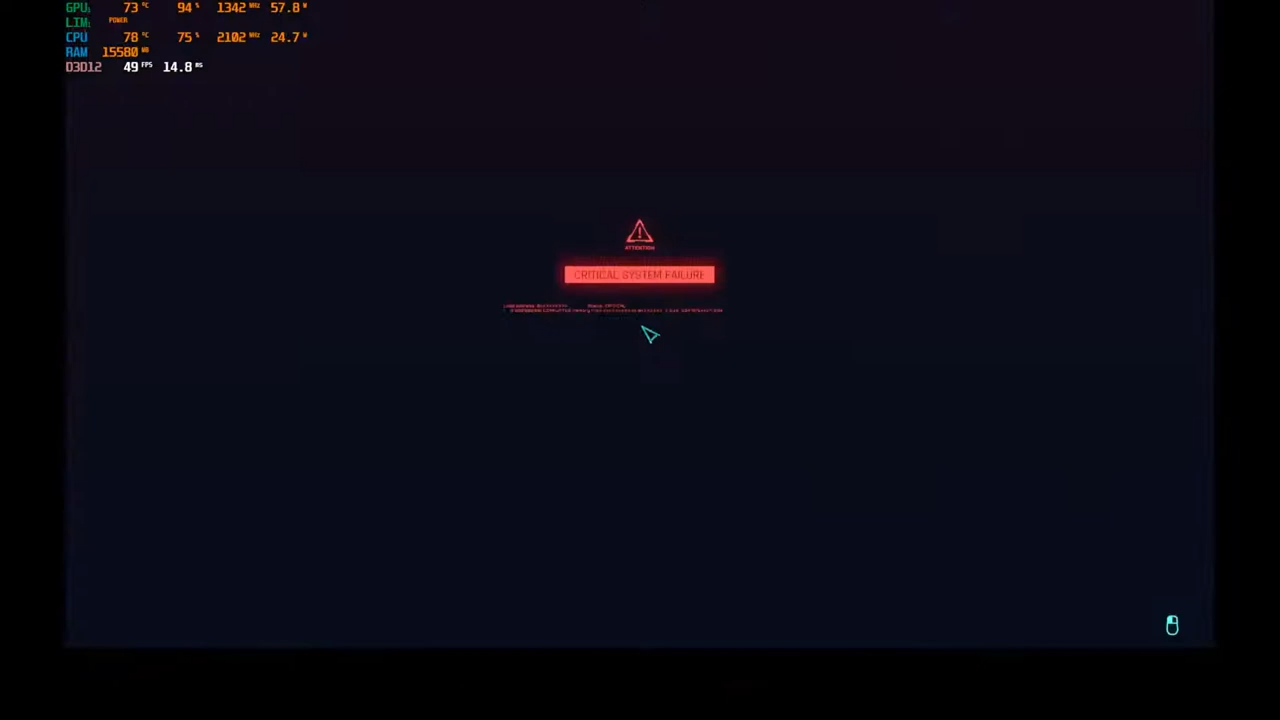 GPU 73 °C 94 % 1342 MHz 57.8 W
LIM POWER
CPU 78 °C 75 % 2102 MHz 24.7 W
RAM 15580 MB
D3D12 49 FPS 14.8 ms
ATTENTION
CRITICAL SYSTEM FAILURE